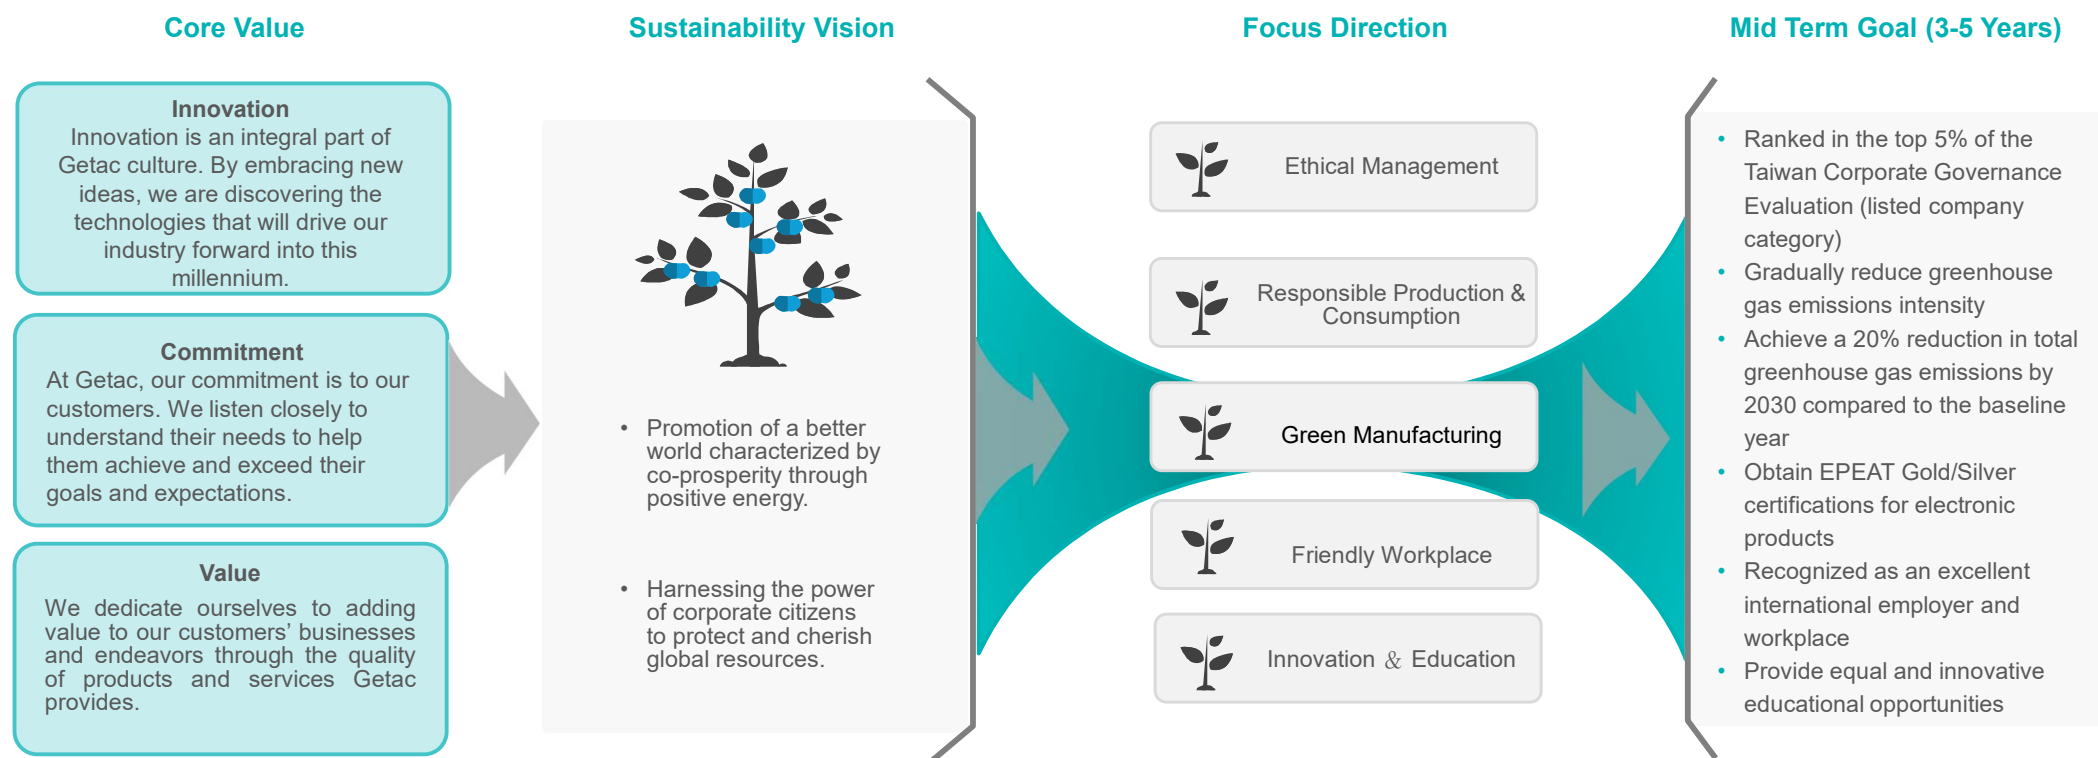 Core Value
Sustainability Vision
Focus Direction
Mid Term Goal (3-5 Years)
Innovation
Innovation is an integral part of
Getac culture. By embracing new
ideas, we are discovering the
technologies that will drive our
industry forward into this
millennium.
Commitment
At Getac, our commitment is to our
customers. We listen closely to
understand their needs to help
them achieve and exceed their
goals and expectations.
Value
We dedicate ourselves to adding
value to our customers’ businesses
and endeavors through the quality
of products and services Getac
provides.
• Promotion of a better
world characterized by
co-prosperity through
positive energy.
• Harnessing the power
of corporate citizens
to protect and cherish
global resources.
Ethical Management
Responsible Production &
Consumption
Green Manufacturing
Friendly Workplace
Innovation & Education
• Ranked in the top 5% of the
Taiwan Corporate Governance
Evaluation (listed company
category)
• Gradually reduce greenhouse
gas emissions intensity
• Achieve a 20% reduction in total
greenhouse gas emissions by
2030 compared to the baseline
year
• Obtain EPEAT Gold/Silver
certifications for electronic
products
• Recognized as an excellent
international employer and
workplace
• Provide equal and innovative
educational opportunities